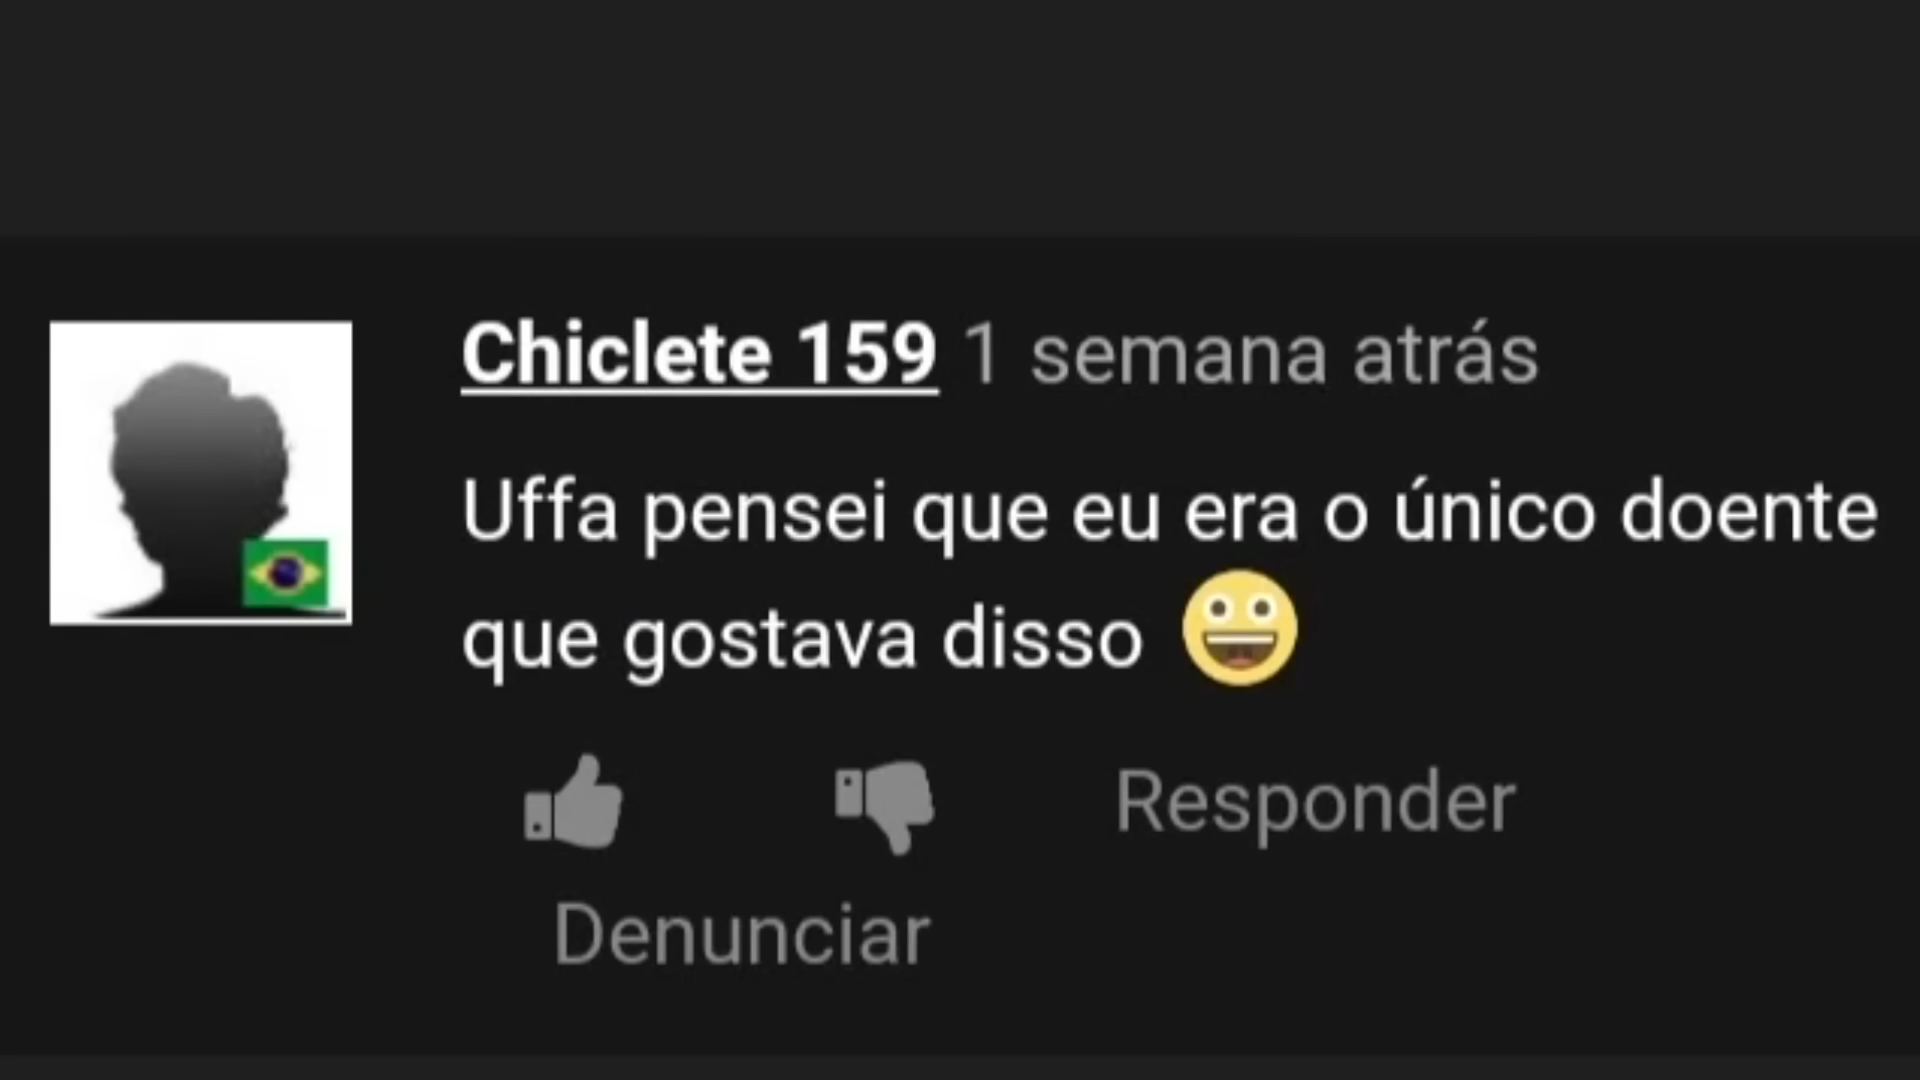 Chiclete 159 1 semana atrás
Uffa pensei que eu era o único doente
que gostava disso 😀
Responder
Denunciar